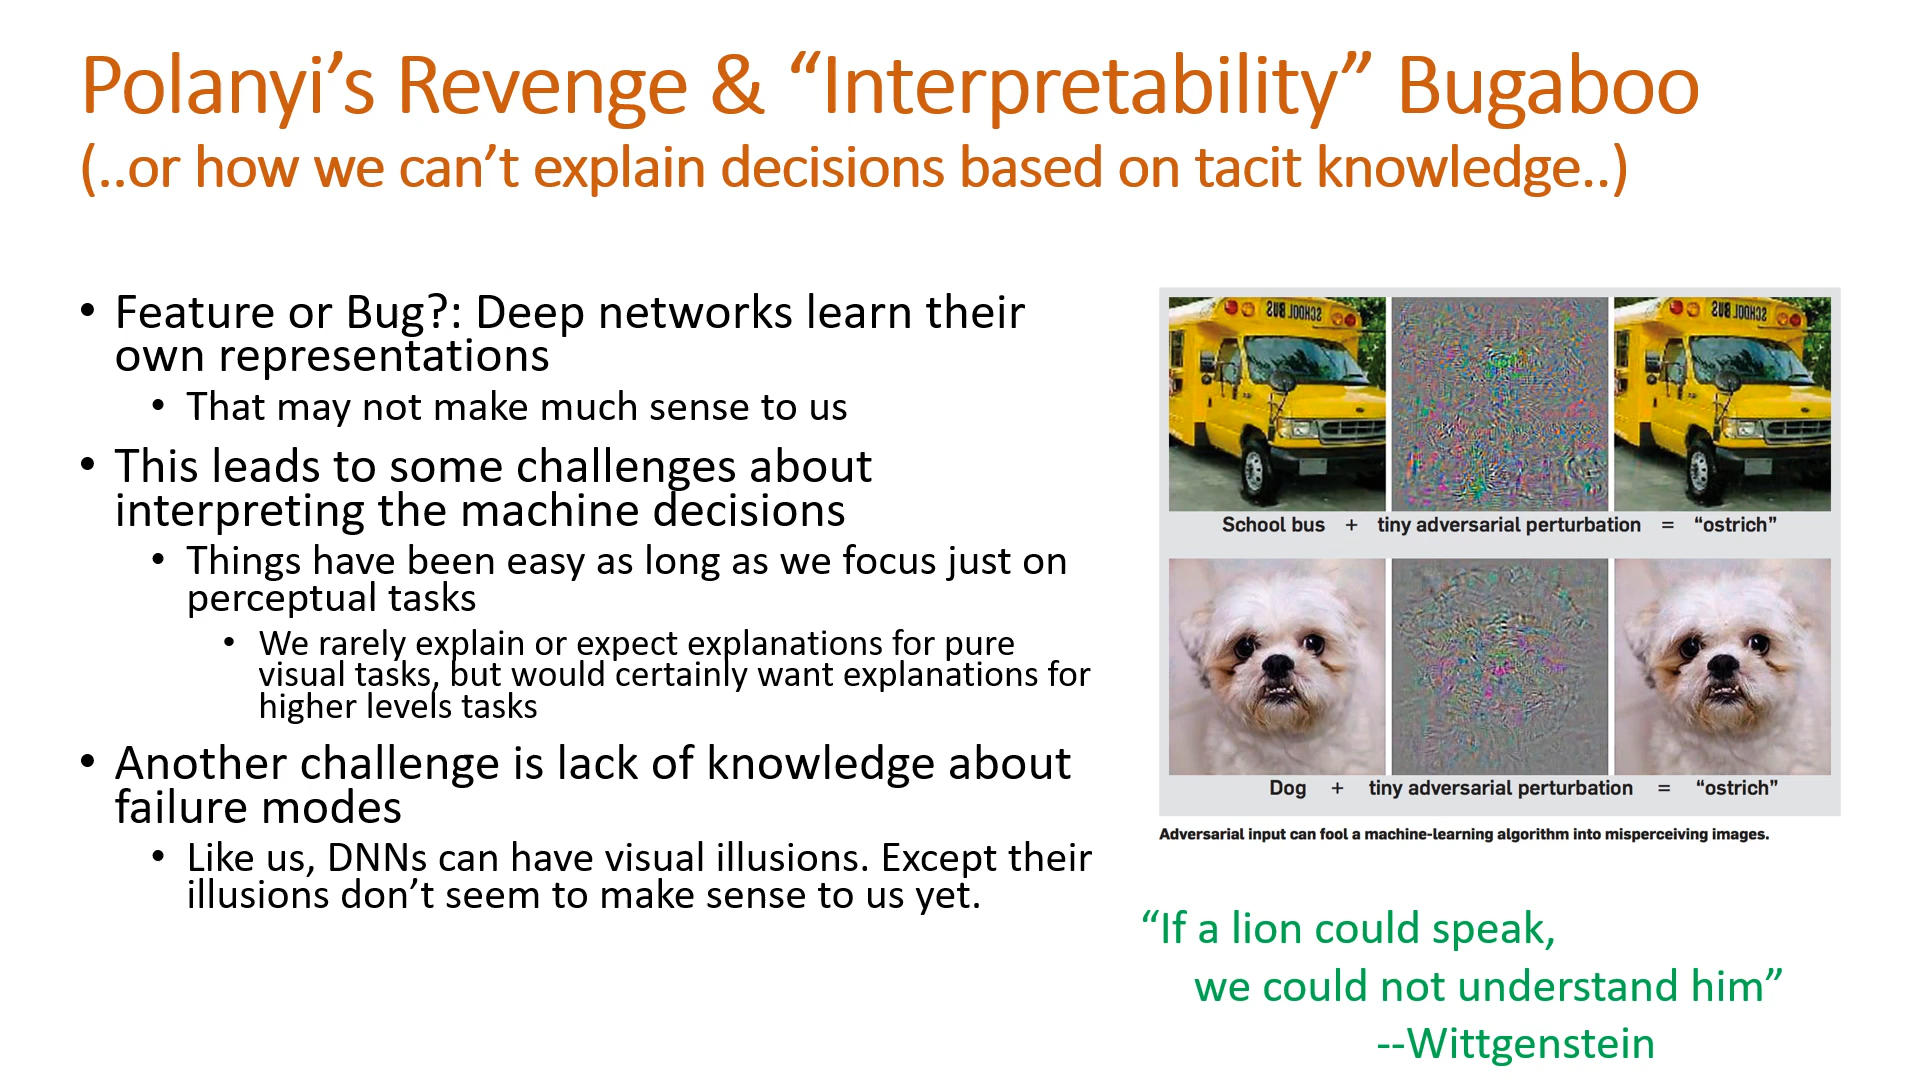 Polanyi’s Revenge & “Interpretability” Bugaboo
(..or how we can’t explain decisions based on tacit knowledge..)
• Feature or Bug?: Deep networks learn their
own representations
• That may not make much sense to us
• This leads to some challenges about
interpreting the machine decisions
• Things have been easy as long as we focus just on
perceptual tasks
• We rarely explain or expect explanations for pure
visual tasks, but would certainly want explanations for
higher levels tasks
• Another challenge is lack of knowledge about
failure modes
• Like us, DNNs can have visual illusions. Except their
illusions don’t seem to make sense to us yet.
SCHOOL BUS
SCHOOL BUS
School bus + tiny adversarial perturbation = “ostrich”
Dog + tiny adversarial perturbation = “ostrich”
Adversarial input can fool a machine-learning algorithm into misperceiving images.
“If a lion could speak,
we could not understand him”
--Wittgenstein